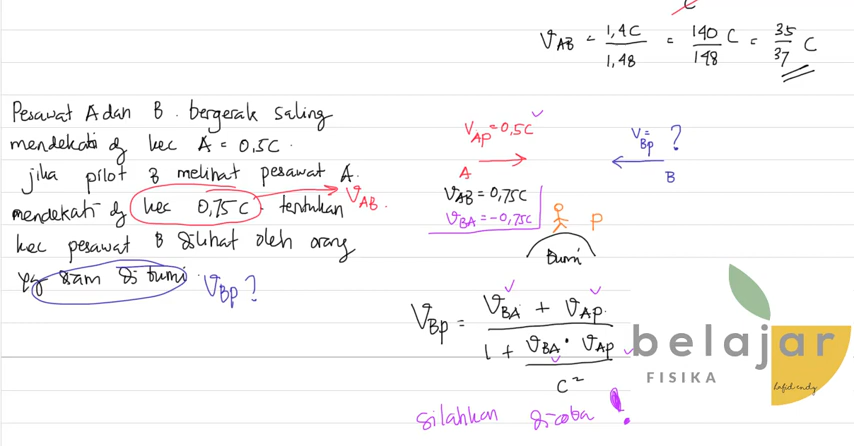 V_AB = 1,4C / 1,48 = 140 / 148 C = 35 / 37 C
Pesawat A dan B . bergerak saling
mendekati dg kec A = 0,5C .
jika pilot B melihat pesawat A.
mendekati dg kec 0,75C . tentukan V_AB
kec pesawat B dilihat oleh orang
yg diam di bumi. V_BP ?
V_AP = 0,5C ✓
A
V_BP = ?
B
V_AB = 0,75C
V_BA = -0,75C
P
Bumi
V_BP = V_BA + V_AP / 1 + V_BA . V_AP / C²
silahkan dicoba !
belajar
FISIKA
hafid endy